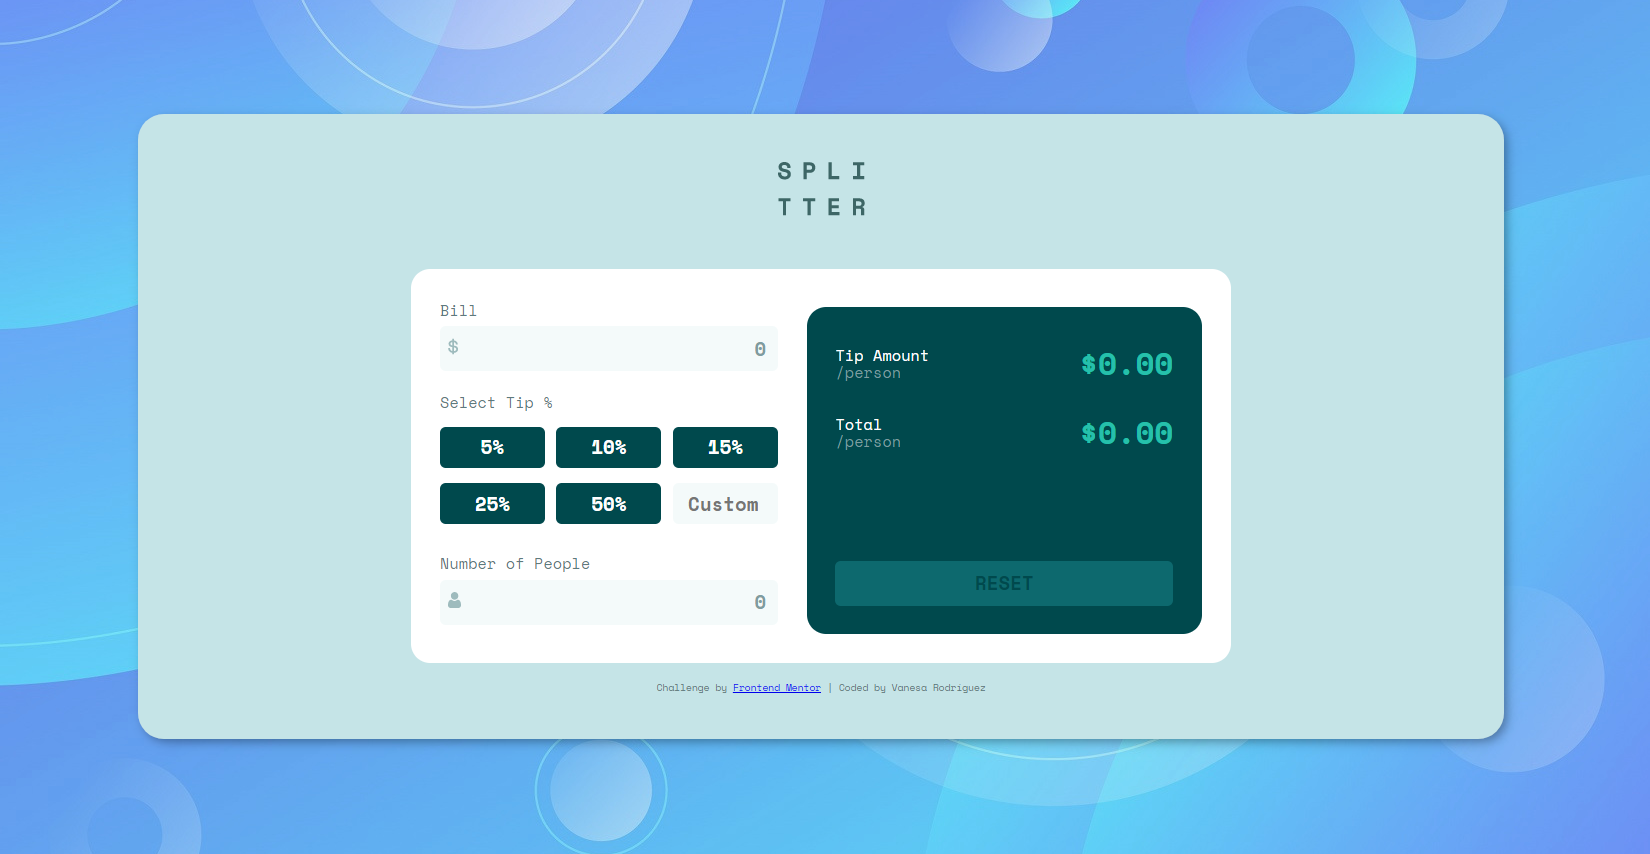 SPLI
TTER
Bill
$ 0
Select Tip %
5% 10% 15%
25% 50% Custom
Number of People
0
Tip Amount
/person
$0.00
Total
/person
$0.00
RESET
Challenge by Frontend Mentor | Coded by Vanesa Rodriguez